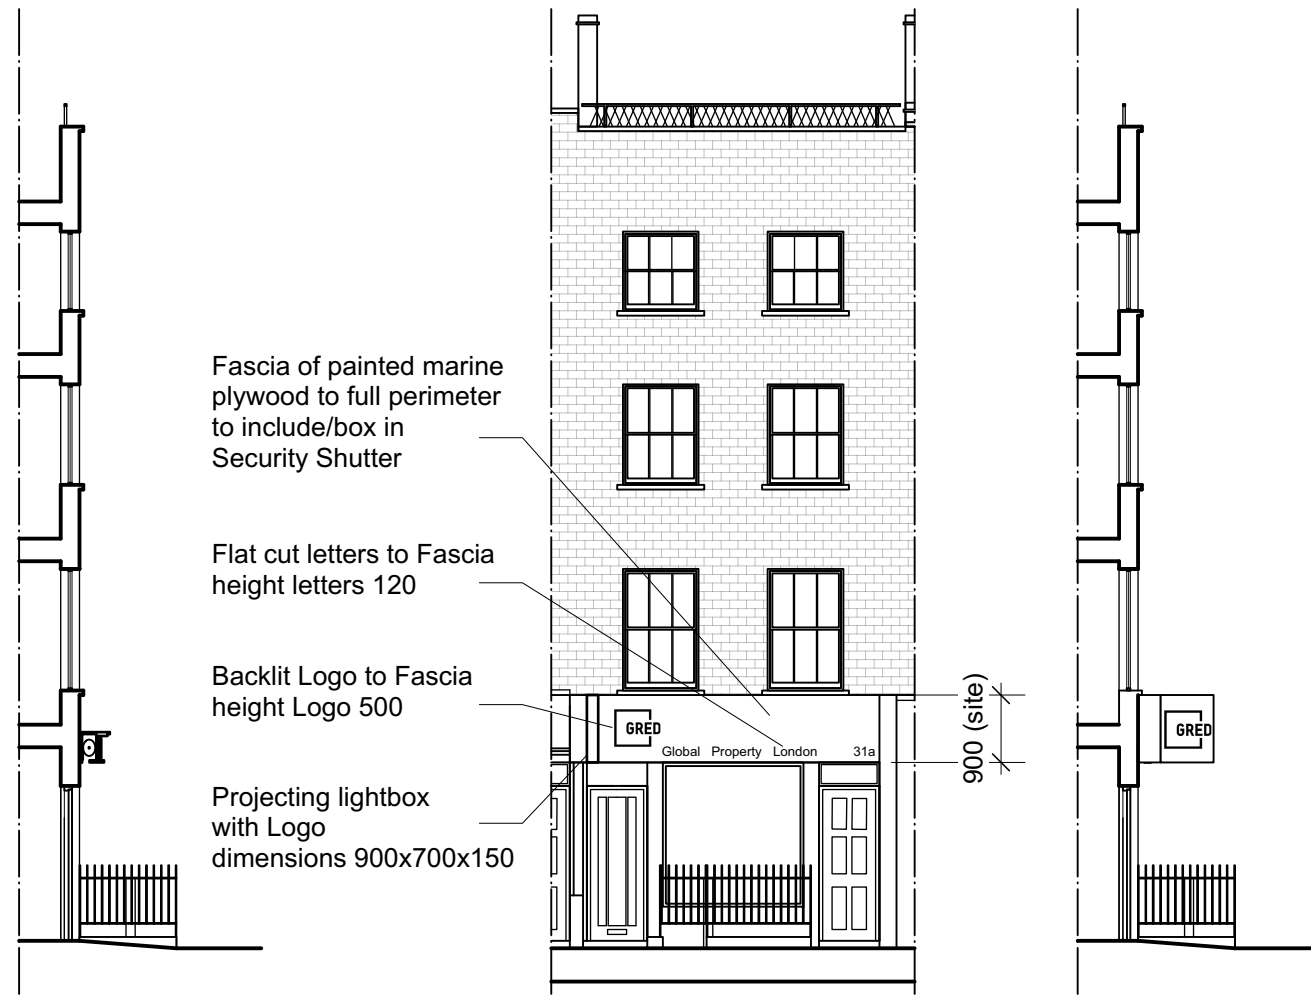 Fascia of painted marine
plywood to full perimeter
to include/box in
Security Shutter
Flat cut letters to Fascia
height letters 120
Backlit Logo to Fascia
height Logo 500
Projecting lightbox
with Logo
dimensions 900x700x150
GRED
Global Property London 31a
900 (site)
GRED